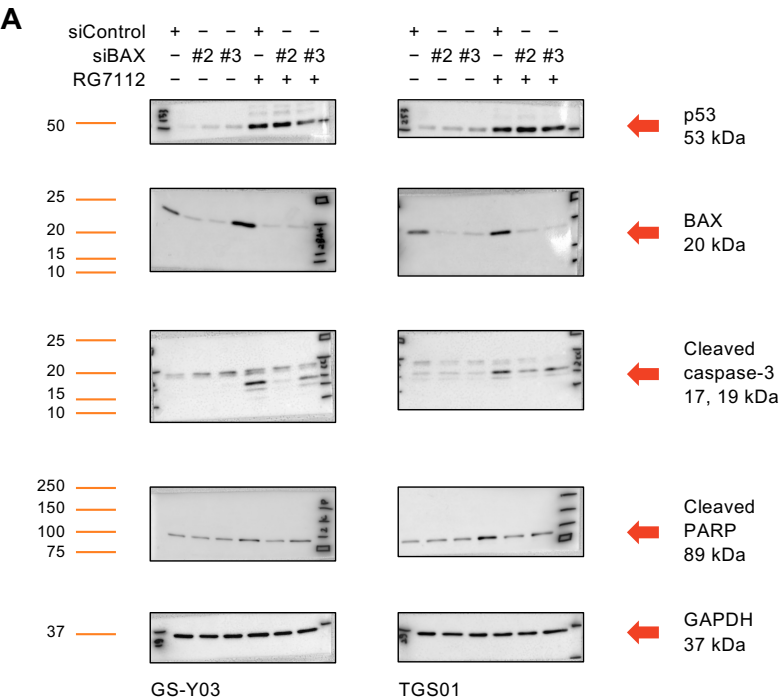 A
siControl + − − + − − + − − + − −
siBAX − #2 #3 − #2 #3 − #2 #3 − #2 #3
RG7112 − − − + + + − − − + + +
50
p53
53 kDa
25
20
15
10
BAX
20 kDa
25
20
15
10
Cleaved
caspase-3
17, 19 kDa
250
150
100
75
Cleaved
PARP
89 kDa
37
GAPDH
37 kDa
GS-Y03 TGS01